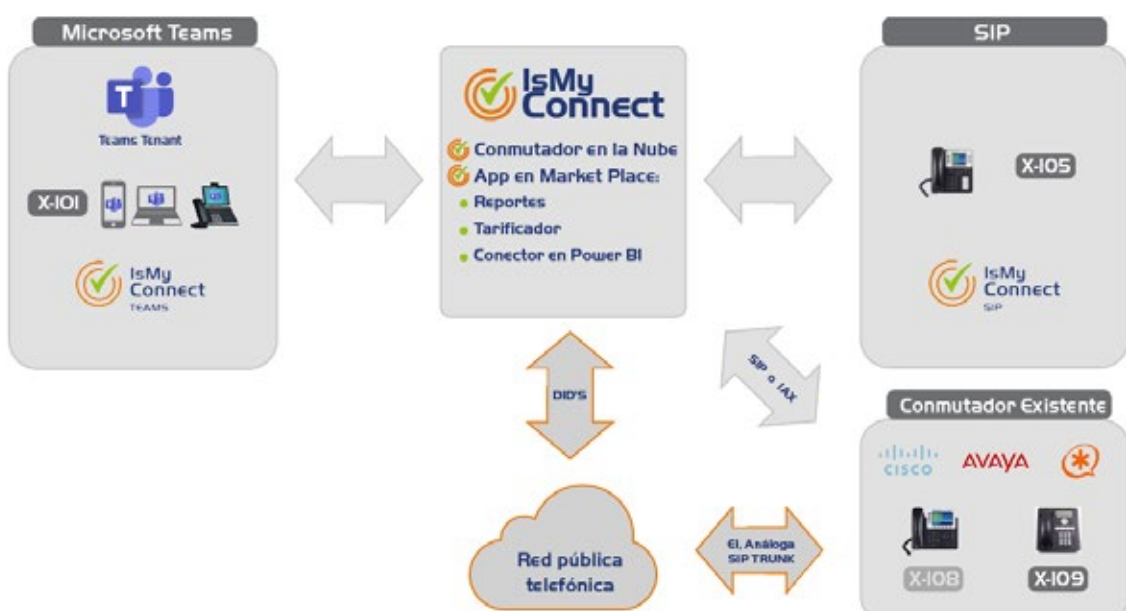 Microsoft Teams
Teams Tenant
X-101
IsMy
Connect
TEAMS
IsMy
Connect
Conmutador en la Nube
App en Market Place:
• Reportes
• Tarificador
• Conector en Power BI
SIP
X-105
IsMy
Connect
SIP
DID'S
SIP o IAX
Red pública
telefónica
E1, Análoga
SIP TRUNK
Conmutador Existente
CISCO
AVAYA
X-108
X-109